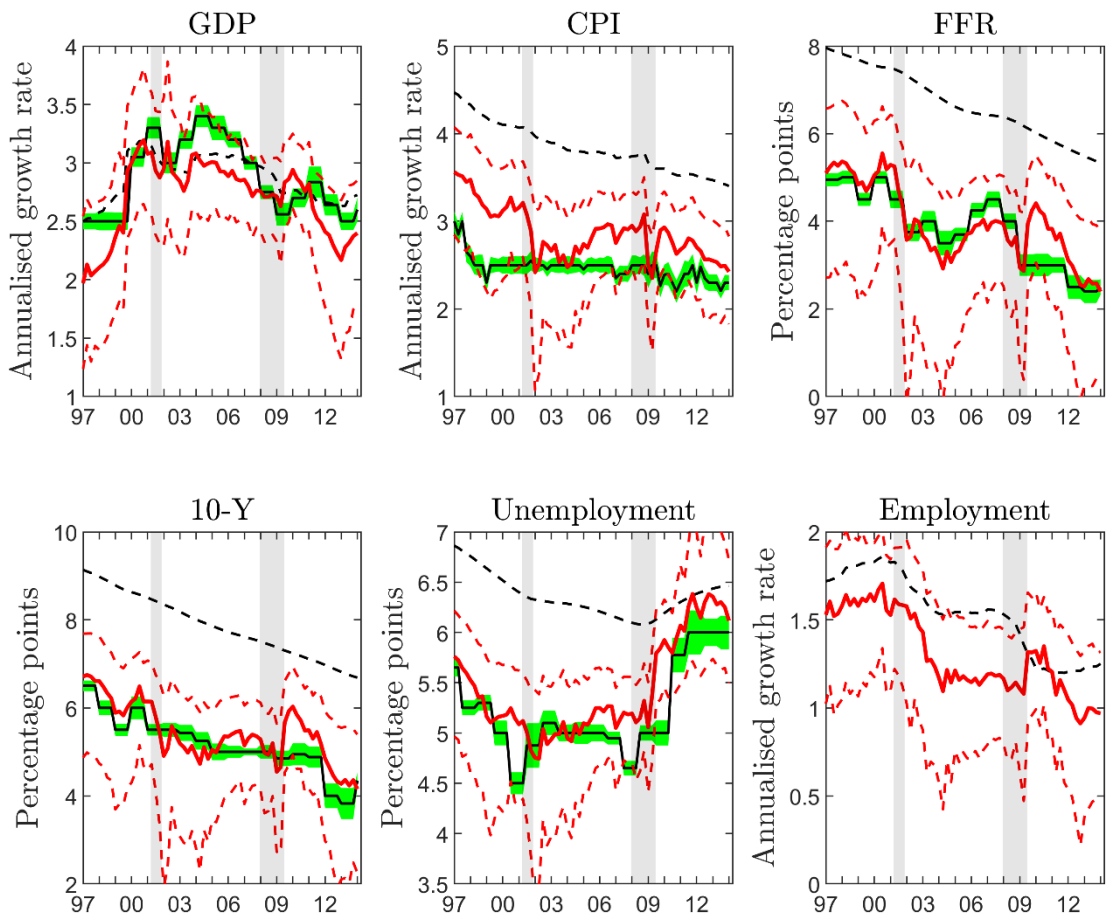 GDP
CPI
FFR
Annualised growth rate
4
3.5
3
2.5
2
1.5
1
97 00 03 06 09 12
Annualised growth rate
5
4
3
2
1
97 00 03 06 09 12
Percentage points
8
6
4
2
0
97 00 03 06 09 12
10-Y
Unemployment
Employment
Percentage points
10
8
6
4
2
97 00 03 06 09 12
Percentage points
7
6.5
6
5.5
5
4.5
4
3.5
97 00 03 06 09 12
Annualised growth rate
2
1.5
1
0.5
0
97 00 03 06 09 12